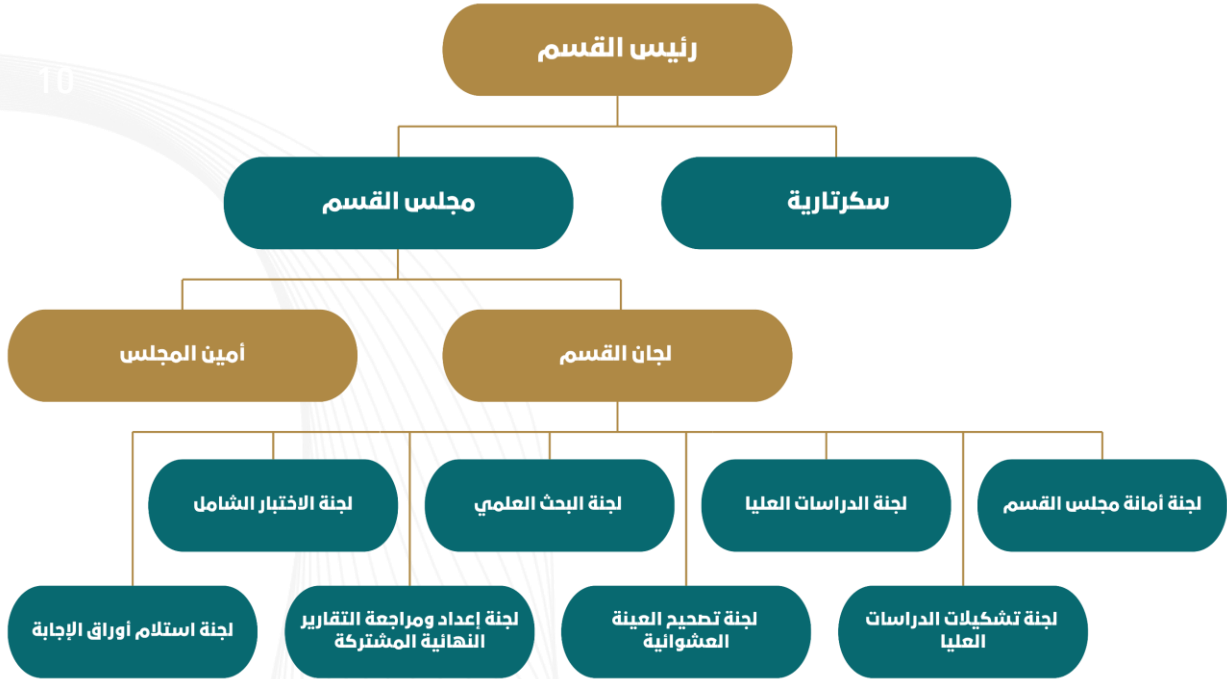 10
رئيس القسم
سكرتارية
مجلس القسم
لجان القسم
أمين المجلس
لجنة أمانة مجلس القسم
لجنة الدراسات العليا
لجنة البحث العلمي
لجنة الاختبار الشامل
لجنة تشكيلات الدراسات
العليا
لجنة تصحيح العينة
العشوائية
لجنة إعداد ومراجعة التقارير
النهائية المشتركة
لجنة استلام أوراق الإجابة